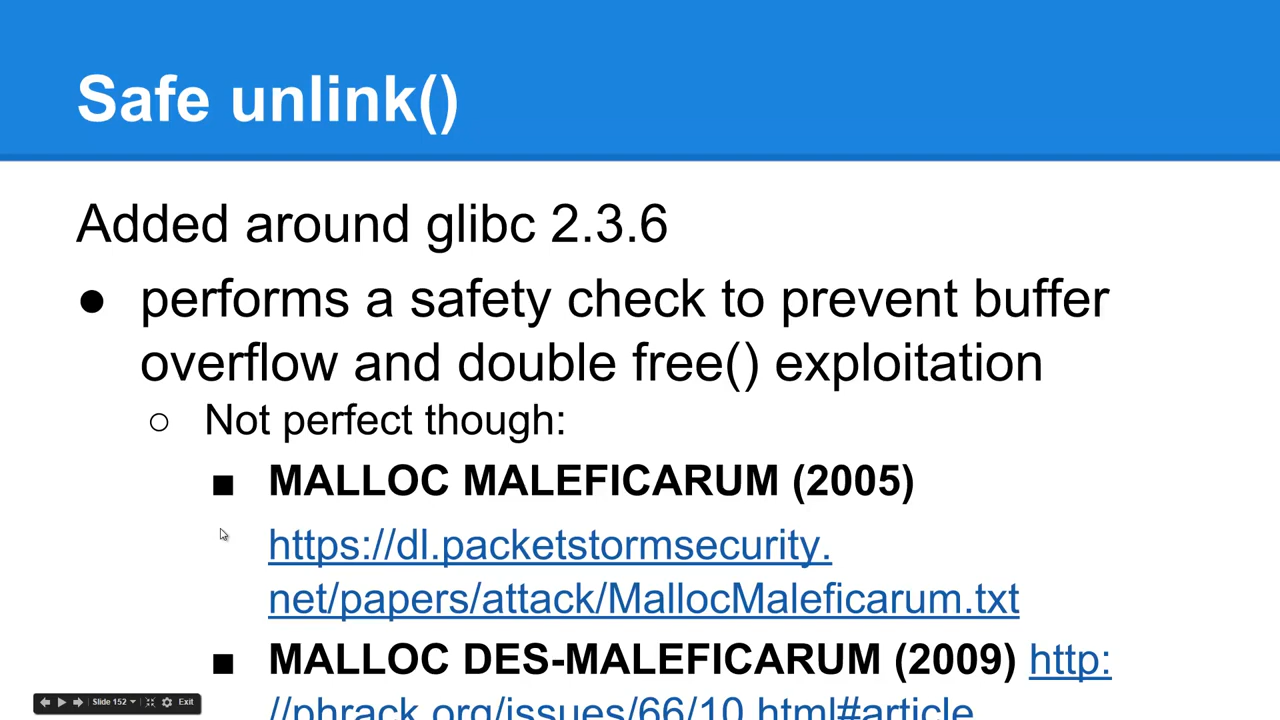 Safe unlink()
Added around glibc 2.3.6
● performs a safety check to prevent buffer
overflow and double free() exploitation
○ Not perfect though:
■ MALLOC MALEFICARUM (2005)
https://dl.packetstormsecurity.
net/papers/attack/MallocMaleficarum.txt
■ MALLOC DES-MALEFICARUM (2009) http:
//phrack.org/issues/66/10.html#article
Slide 152
Exit